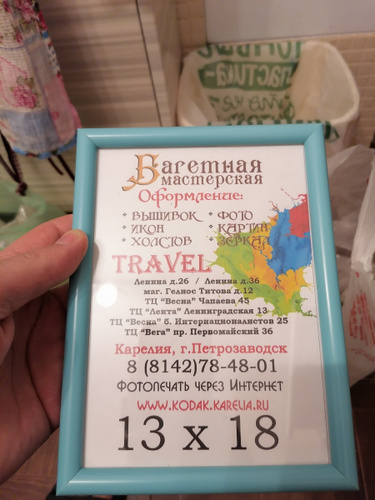 Багетная
мастерская
Оформление:
* ВЫШИВОК * ФОТО
* ИКОН * КАРТИН
* ХОЛСТОВ * ЗЕРКАЛ
TRAVEL
Ленина д.26 / Ленина д.36
маг. Гелиос Титова д.12
ТЦ "Весна" Чапаева 45
ТЦ "Лента" Ленинградская 13
ТЦ "Весна" б. Интернационалистов 25
ТЦ "Вега" пр. Первомайский 36
Карелия, г.Петрозаводск
8 (8142)78-48-01
ФОТОПЕЧАТЬ ЧЕРЕЗ ИНТЕРНЕТ
WWW.KODAK.KARELIA.RU
13 x 18